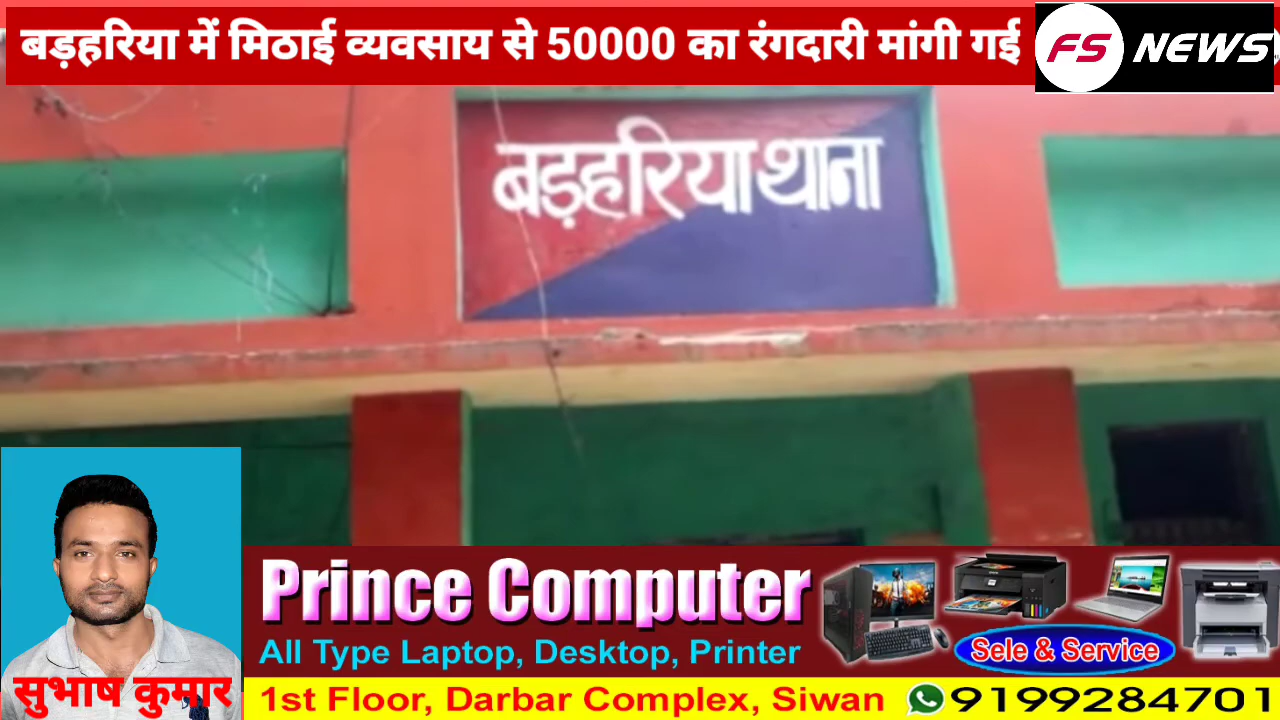 बड़हरिया में मिठाई व्यवसाय से 50000 का रंगदारी मांगी गई
FS NEWS
बड़हरिया थाना
सुभाष कुमार
Prince Computer
All Type Laptop, Desktop, Printer
Sele & Service
1st Floor, Darbar Complex, Siwan 9199284701